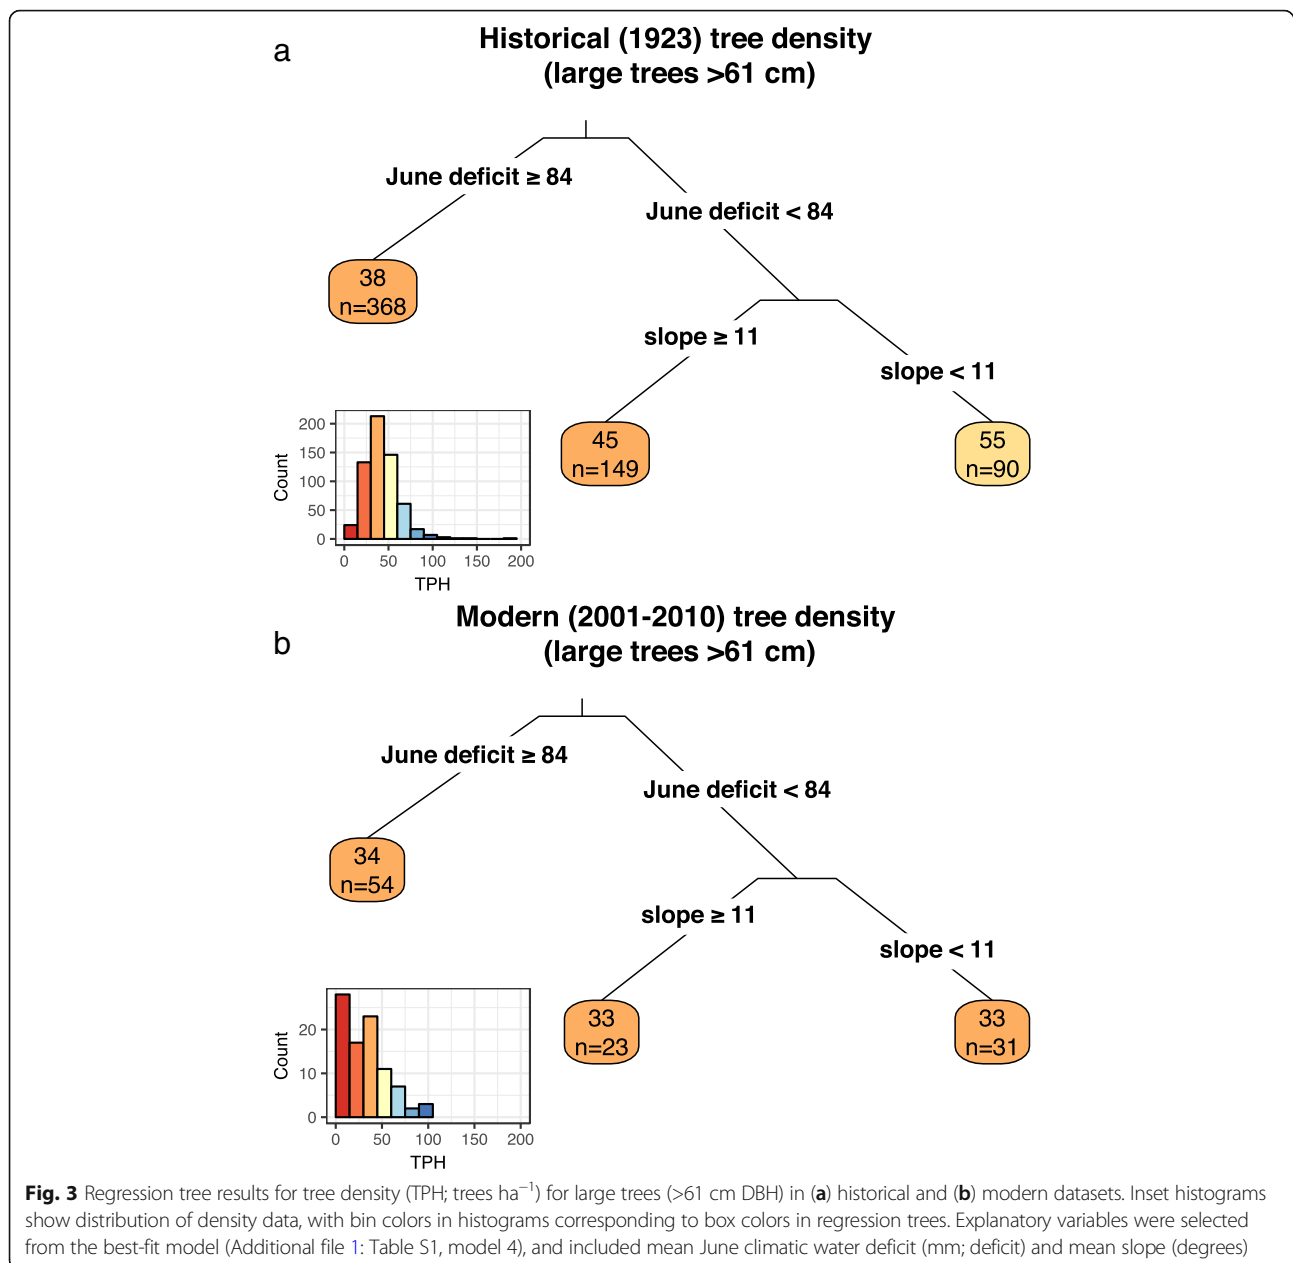 a
Historical (1923) tree density
(large trees >61 cm)
June deficit ≥ 84
June deficit < 84
38
n=368
slope ≥ 11
slope < 11
45
n=149
55
n=90
200
150
100
50
0
Count
0 50 100 150 200
TPH
b
Modern (2001-2010) tree density
(large trees >61 cm)
June deficit ≥ 84
June deficit < 84
34
n=54
slope ≥ 11
slope < 11
33
n=23
33
n=31
20
10
0
Count
0 50 100 150 200
TPH
Fig. 3 Regression tree results for tree density (TPH; trees ha⁻¹) for large trees (>61 cm DBH) in (a) historical and (b) modern datasets. Inset histograms
show distribution of density data, with bin colors in histograms corresponding to box colors in regression trees. Explanatory variables were selected
from the best-fit model (Additional file 1: Table S1, model 4), and included mean June climatic water deficit (mm; deficit) and mean slope (degrees)